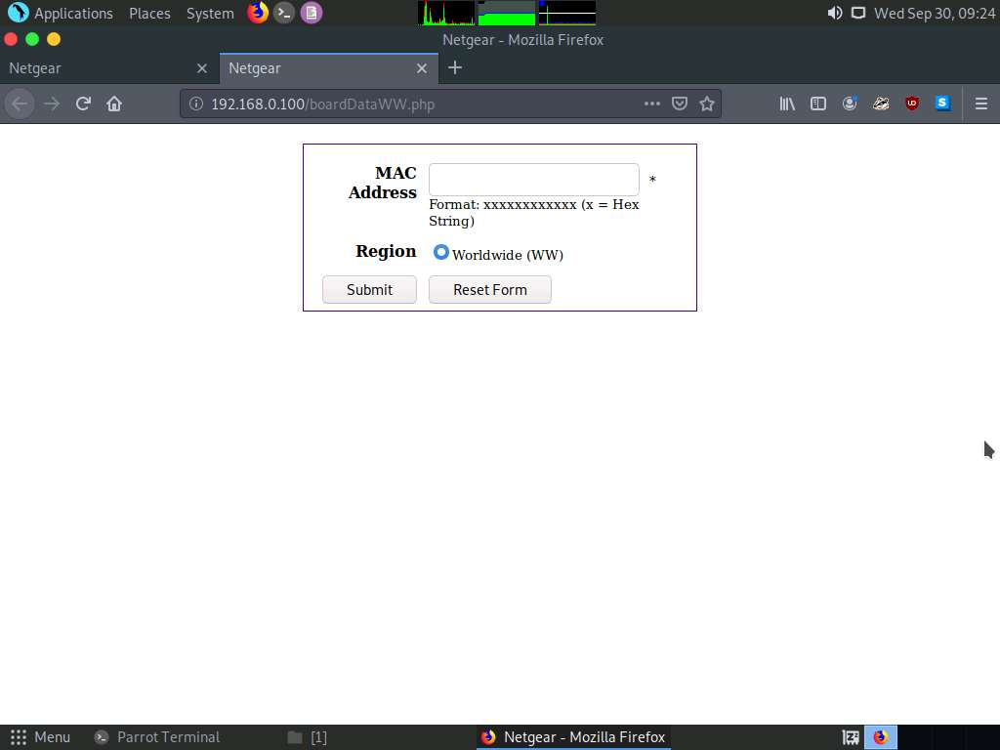 Applications Places System Wed Sep 30, 09:24
Netgear - Mozilla Firefox
Netgear Netgear
192.168.0.100/boardDataWW.php
MAC
Address
*
Format: xxxxxxxxxxxx (x = Hex
String)
Region Worldwide (WW)
Submit Reset Form
Menu Parrot Terminal [1] Netgear - Mozilla Firefox